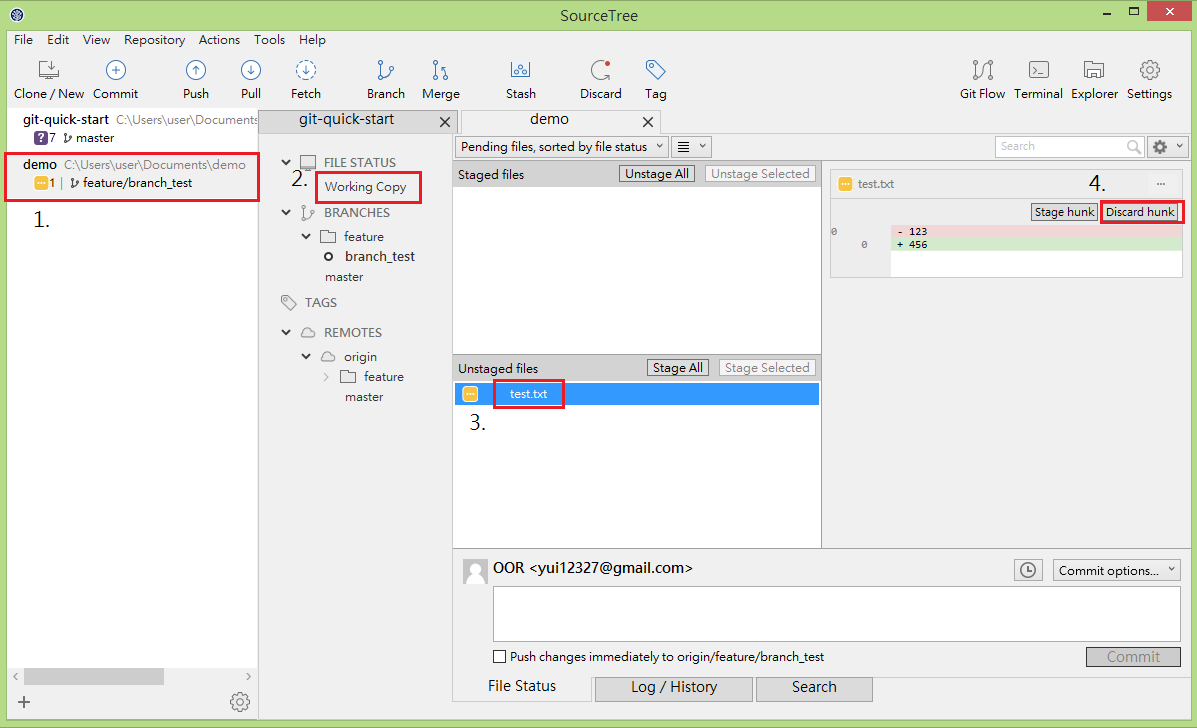 SourceTree
File Edit View Repository Actions Tools Help
Clone / New Commit Push Pull Fetch Branch Merge Stash Discard Tag Git Flow Terminal Explorer Settings
git-quick-start C:\Users\user\Documents
? 7 master
demo C:\Users\user\Documents\demo
1 feature/branch_test
1.
git-quick-start
demo
FILE STATUS
2.
Working Copy
BRANCHES
feature
branch_test
master
TAGS
REMOTES
origin
feature
master
Pending files, sorted by file status
Search
Staged files Unstage All Unstage Selected
Unstaged files Stage All Stage Selected
test.txt
3.
test.txt
4.
Stage hunk Discard hunk
0 - 123
0 + 456
OOR <yui12327@gmail.com>
Commit options...
Push changes immediately to origin/feature/branch_test
Commit
File Status Log / History Search